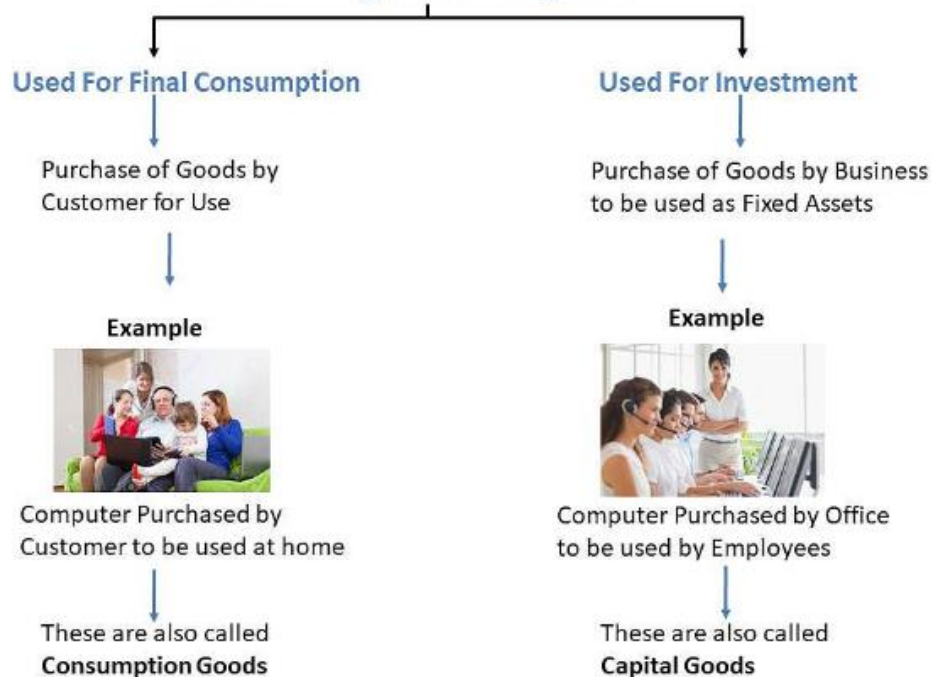 Used For Final Consumption
Purchase of Goods by
Customer for Use
Example
Computer Purchased by
Customer to be used at home
These are also called
Consumption Goods
Used For Investment
Purchase of Goods by Business
to be used as Fixed Assets
Example
Computer Purchased by Office
to be used by Employees
These are also called
Capital Goods